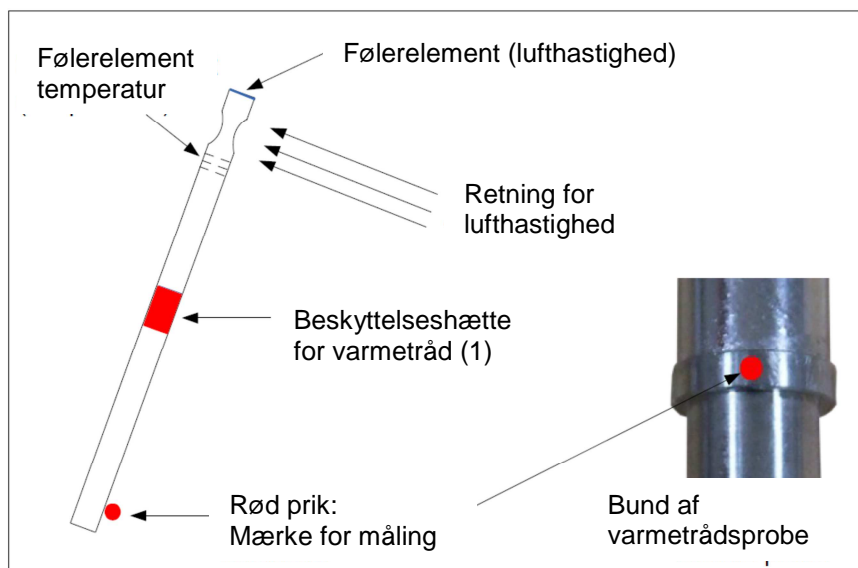 Følerelement
temperatur
Følerelement (lufthastighed)
Retning for
lufthastighed
Beskyttelseshætte
for varmetråd (1)
Rød prik:
Mærke for måling
Bund af
varmetrådsprobe